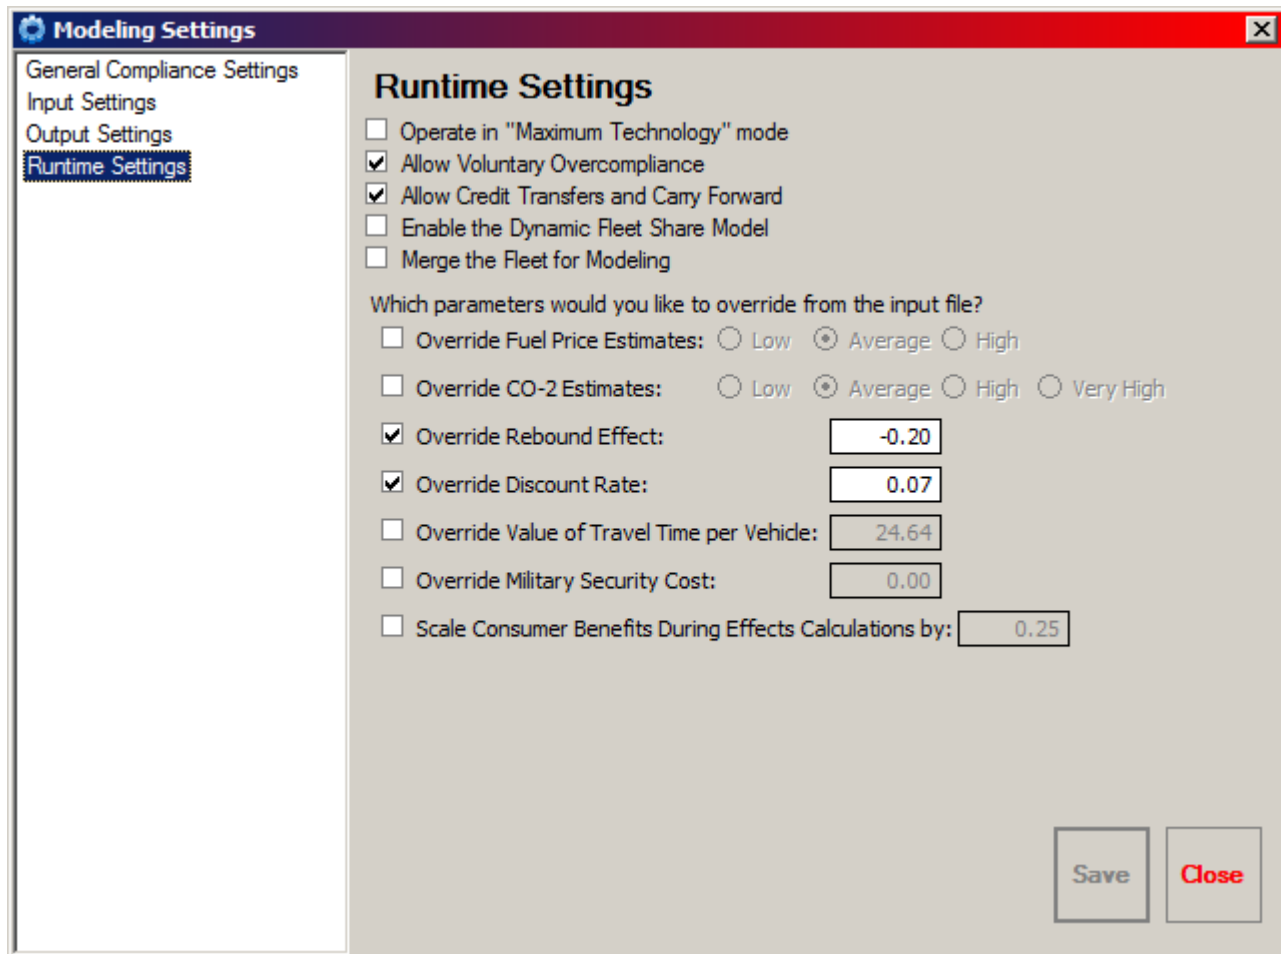 Modeling Settings
General Compliance Settings
Input Settings
Output Settings
Runtime Settings
Runtime Settings
Operate in "Maximum Technology" mode
Allow Voluntary Overcompliance
Allow Credit Transfers and Carry Forward
Enable the Dynamic Fleet Share Model
Merge the Fleet for Modeling
Which parameters would you like to override from the input file?
Override Fuel Price Estimates: Low Average High
Override CO-2 Estimates: Low Average High Very High
Override Rebound Effect: -0.20
Override Discount Rate: 0.07
Override Value of Travel Time per Vehicle: 24.64
Override Military Security Cost: 0.00
Scale Consumer Benefits During Effects Calculations by: 0.25
Save Close